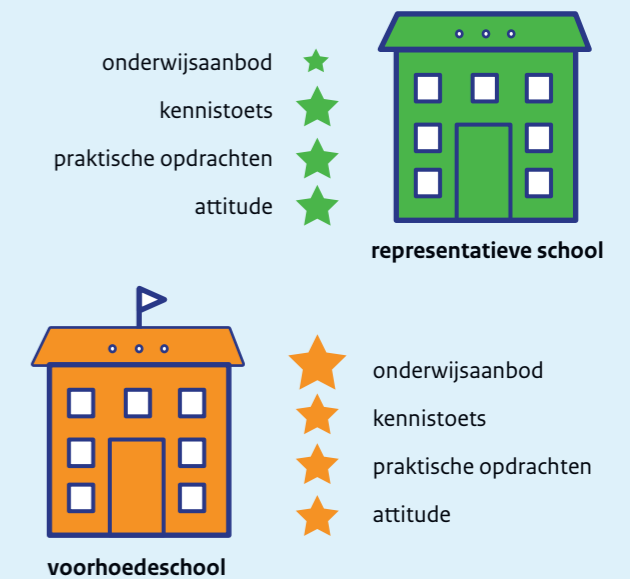 onderwijsaanbod
kennistoets
praktische opdrachten
attitude
representatieve school
onderwijsaanbod
kennistoets
praktische opdrachten
attitude
voorhoedeschool